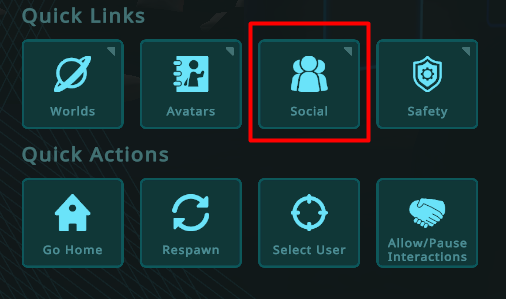 Quick Links
Worlds
Avatars
Social
Safety
Quick Actions
Go Home
Respawn
Select User
Allow/Pause
Interactions